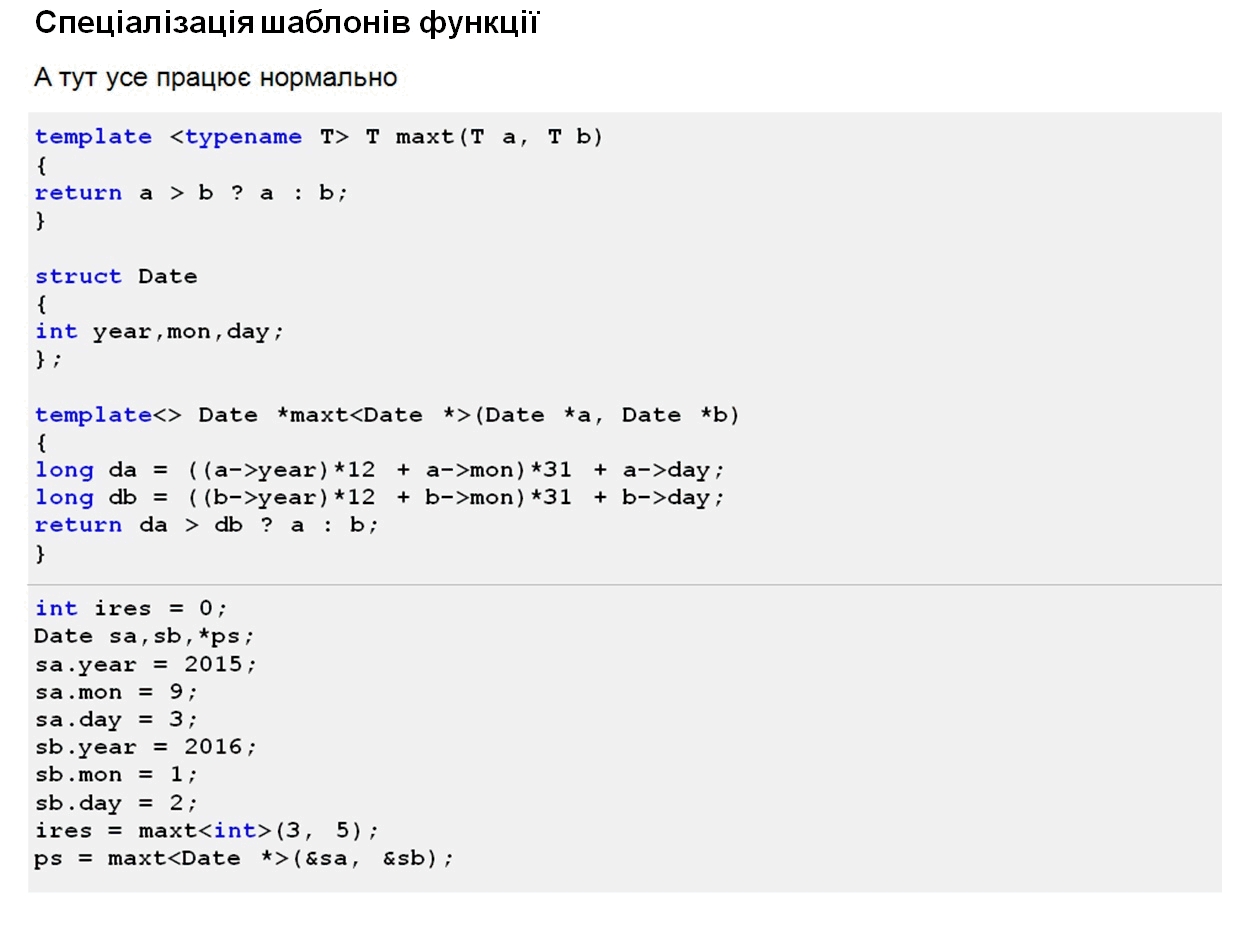 Спеціалізація шаблонів функції
А тут усе працює нормально
template <typename T> T maxt(T a, T b)
{
return a > b ? a : b;
}
struct Date
{
int year,mon,day;
};
template<> Date *maxt<Date *>(Date *a, Date *b)
{
long da = ((a->year)*12 + a->mon)*31 + a->day;
long db = ((b->year)*12 + b->mon)*31 + b->day;
return da > db ? a : b;
}
int ires = 0;
Date sa,sb,*ps;
sa.year = 2015;
sa.mon = 9;
sa.day = 3;
sb.year = 2016;
sb.mon = 1;
sb.day = 2;
ires = maxt<int>(3, 5);
ps = maxt<Date *>(&sa, &sb);